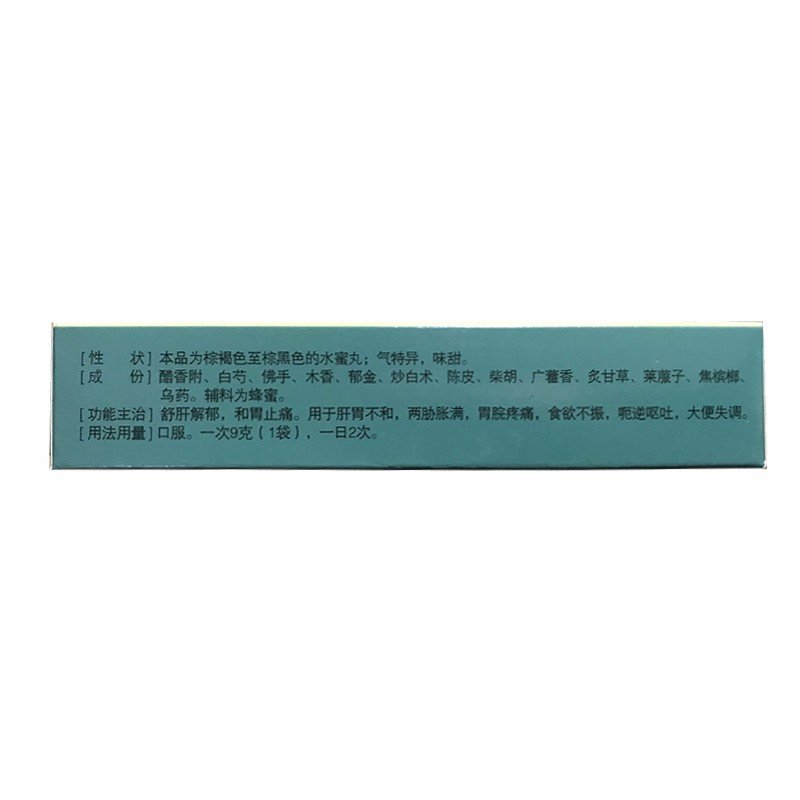 [性　状] 本品为棕褐色至棕黑色的水蜜丸；气特异，味甜。
[成　份] 醋香附、白芍、佛手、木香、郁金、炒白术、陈皮、柴胡、广藿香、炙甘草、莱菔子、焦槟榔、
乌药。辅料为蜂蜜。
[功能主治] 舒肝解郁，和胃止痛。用于肝胃不和，两胁胀满，胃脘疼痛，食欲不振，呃逆呕吐，大便失调。
[用法用量] 口服。一次9克（1袋），一日2次。